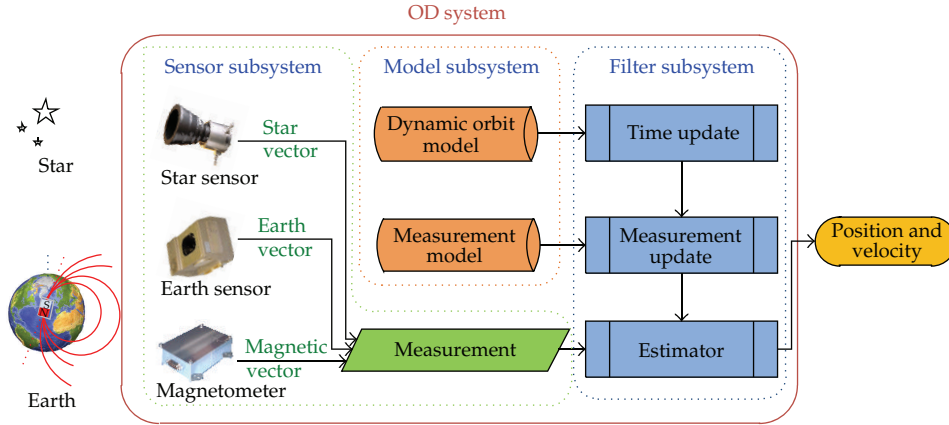 OD system
Sensor subsystem
Model subsystem
Filter subsystem
Star
Star
vector
Star sensor
Dynamic orbit
model
Time update
Earth
vector
Earth sensor
Measurement
model
Measurement
update
Position and
velocity
S
N
Earth
Magnetic
vector
Magnetometer
Measurement
Estimator